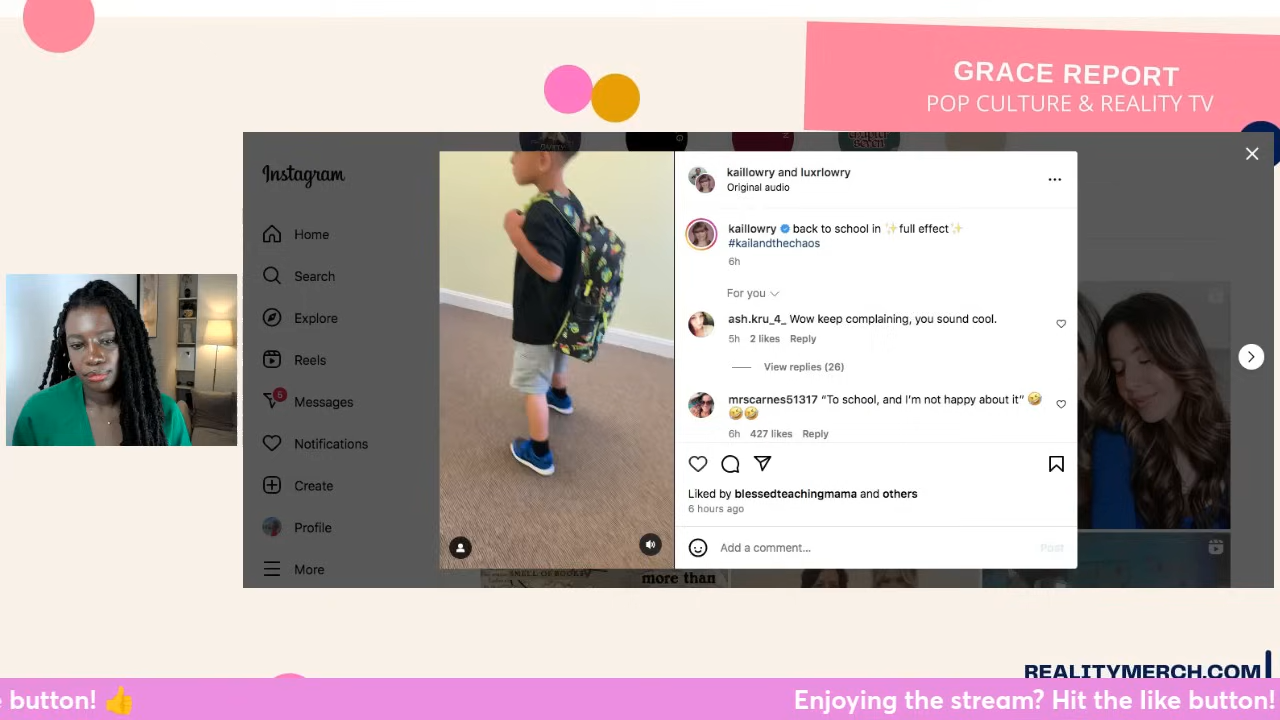 GRACE REPORT
POP CULTURE & REALITY TV
Instagram
Home
Search
Explore
Reels
5
Messages
Notifications
Create
Profile
More
kaillowry and luxrlowry
Original audio
kaillowry back to school in ✨full effect✨
#kailandthechaos
6h
For you
ash.kru_4_ Wow keep complaining, you sound cool.
5h 2 likes Reply
View replies (26)
mrscarnes51317 “To school, and I’m not happy about it” 🤣
🤣🤣
6h 427 likes Reply
Liked by blessedteachingmama and others
6 hours ago
Add a comment...
Post
more than
REALITYMERCH.COM
e button! 👍
Enjoying the stream? Hit the like button!